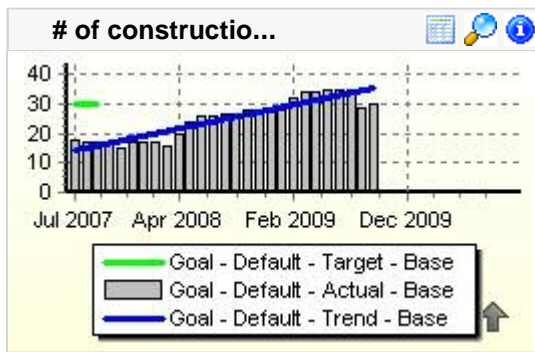 # of constructio...
40
30
20
10
0
Jul 2007 Apr 2008 Feb 2009 Dec 2009
Goal - Default - Target - Base
Goal - Default - Actual - Base
Goal - Default - Trend - Base